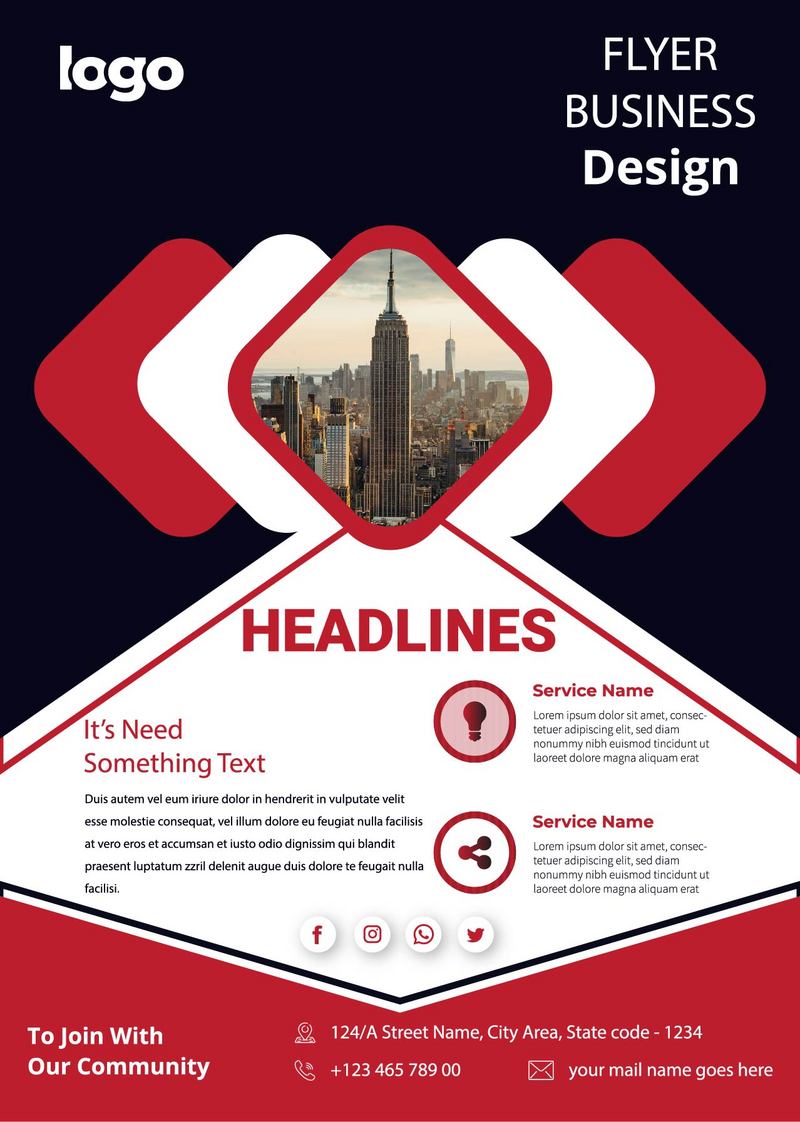 logo
FLYER
BUSINESS
Design
HEADLINES
It's Need
Something Text
Duis autem vel eum iriure dolor in hendrerit in vulputate velit
esse molestie consequat, vel illum dolore eu feugiat nulla facilisis
at vero eros et accumsan et iusto odio dignissim qui blandit
praesent luptatum zzril delenit augue duis dolore te feugait nulla
facilisi.
Service Name
Lorem ipsum dolor sit amet, consec-
tetuer adipiscing elit, sed diam
nonummy nibh euismod tincidunt ut
laoreet dolore magna aliquam erat
Service Name
Lorem ipsum dolor sit amet, consec-
tetuer adipiscing elit, sed diam
nonummy nibh euismod tincidunt ut
laoreet dolore magna aliquam erat
To Join With
Our Community
124/A Street Name, City Area, State code - 1234
+123 465 789 00
your mail name goes here